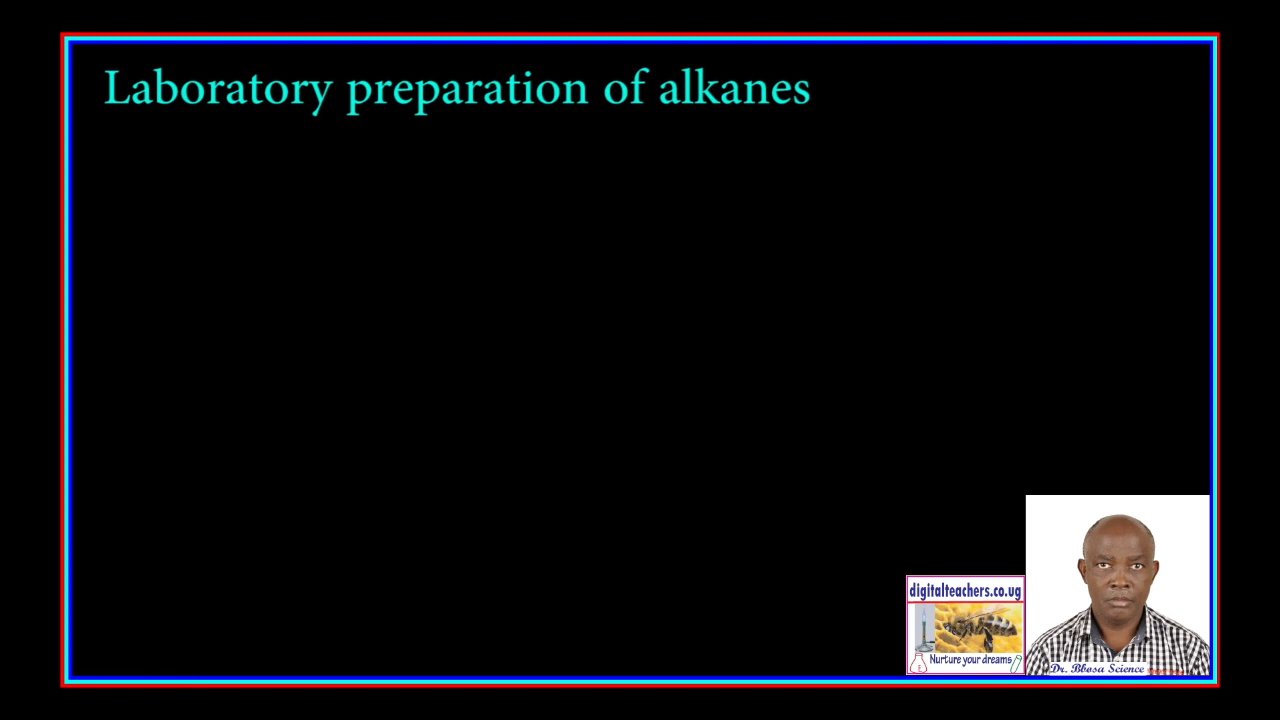 Laboratory preparation of alkanes
digitalteachers.co.ug
Nurture your dreams
Dr. Bbosa Science